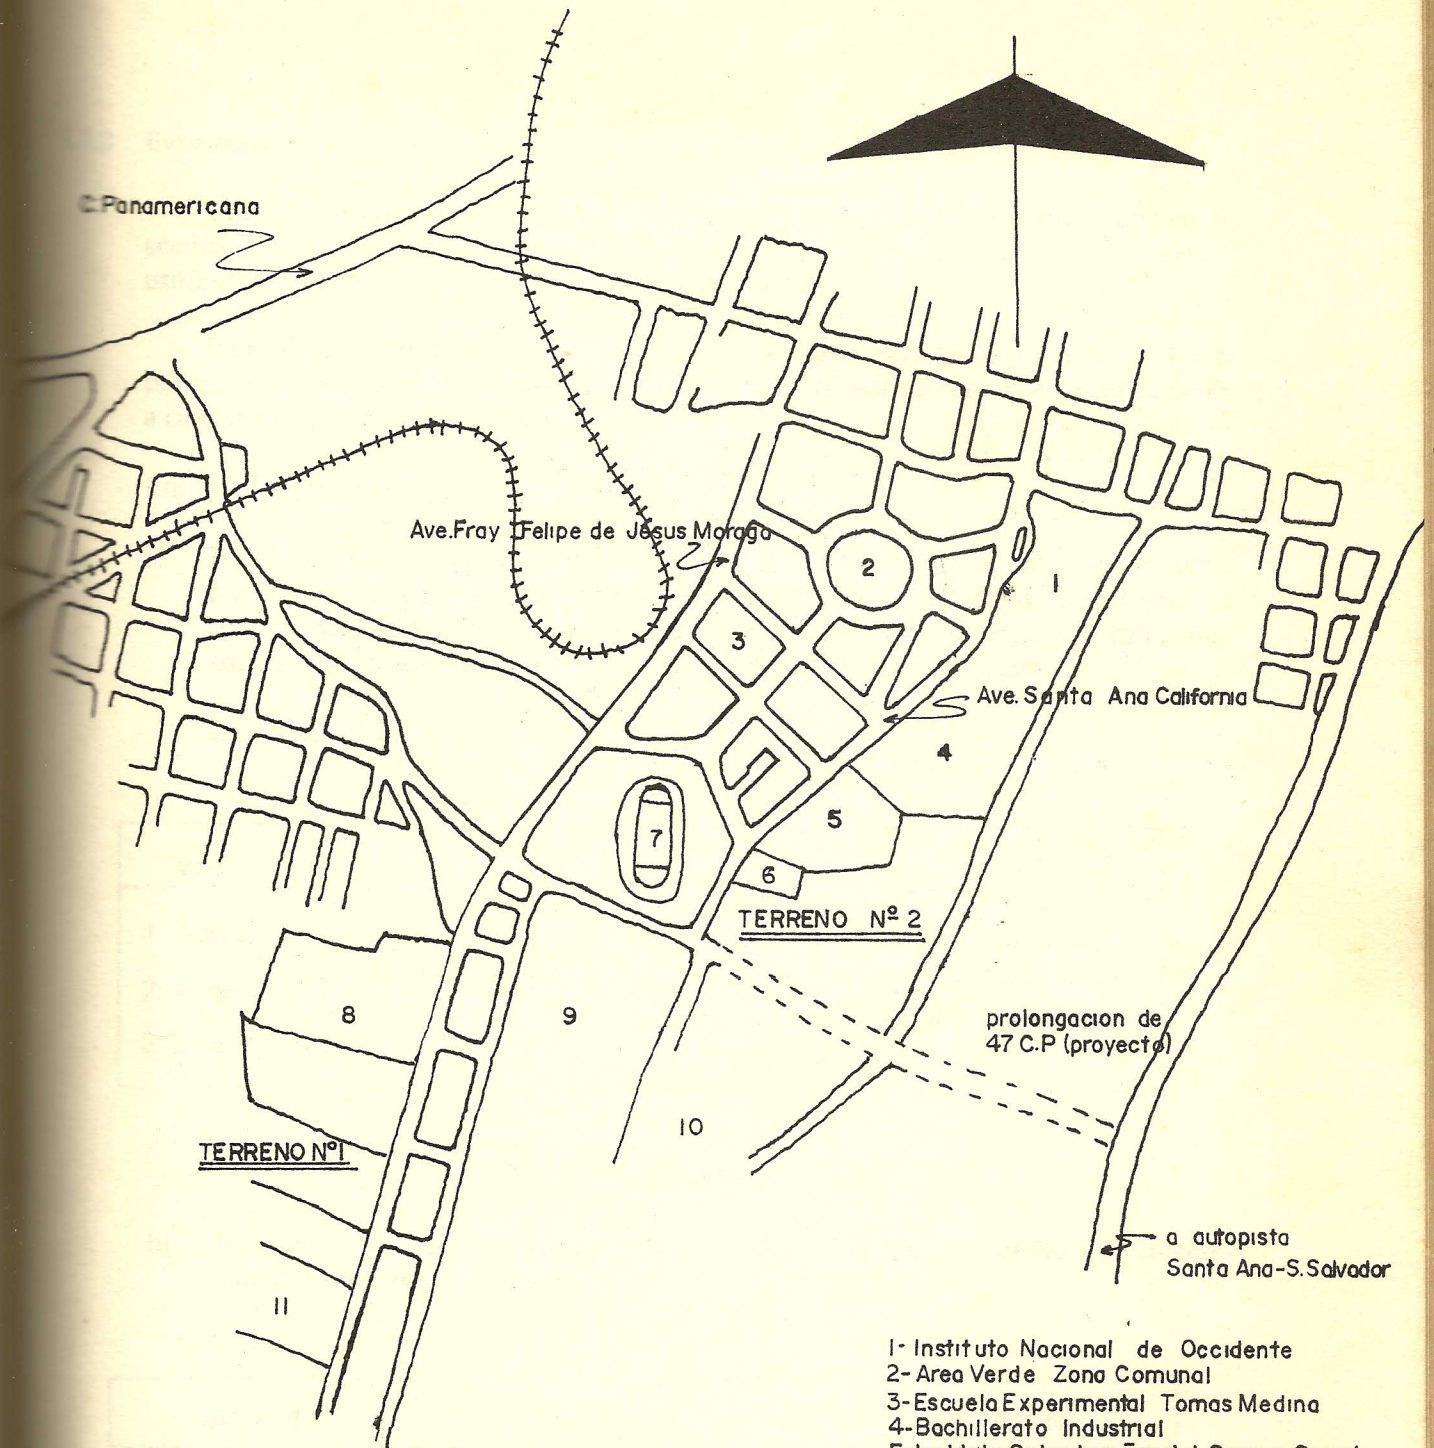 C.Panamericana
Ave.Fray Felipe de Jesus Moraga
2
1
3
Ave. Santa Ana California
4
5
7
6
TERRENO Nº 2
8
9
prolongacion de
47 C.P (proyecto)
10
TERRENO Nº1
a autopista
Santa Ana-S.Salvador
11
1- Instituto Nacional de Occidente
2- Area Verde Zona Comunal
3-Escuela Experimental Tomas Medina
4-Bachillerato Industrial